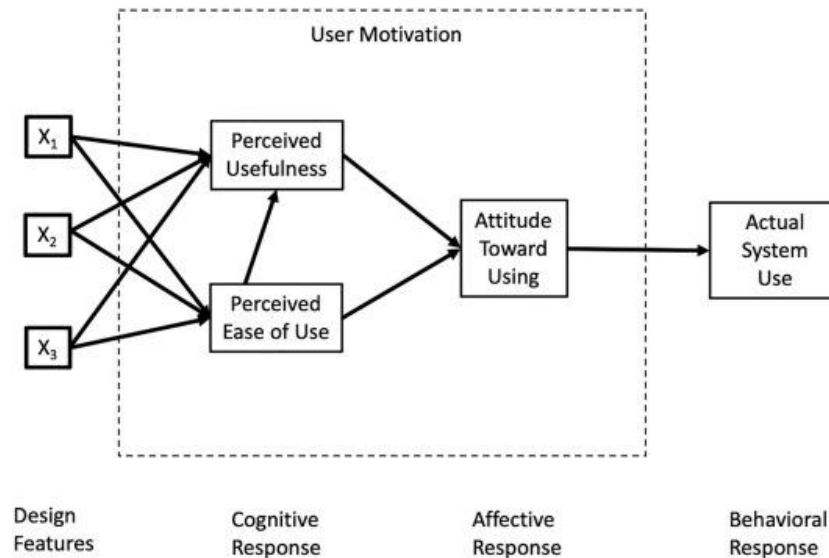 User Motivation
X₁
X₂
X₃
Perceived
Usefulness
Perceived
Ease of Use
Attitude
Toward
Using
Actual
System
Use
Design
Features
Cognitive
Response
Affective
Response
Behavioral
Response